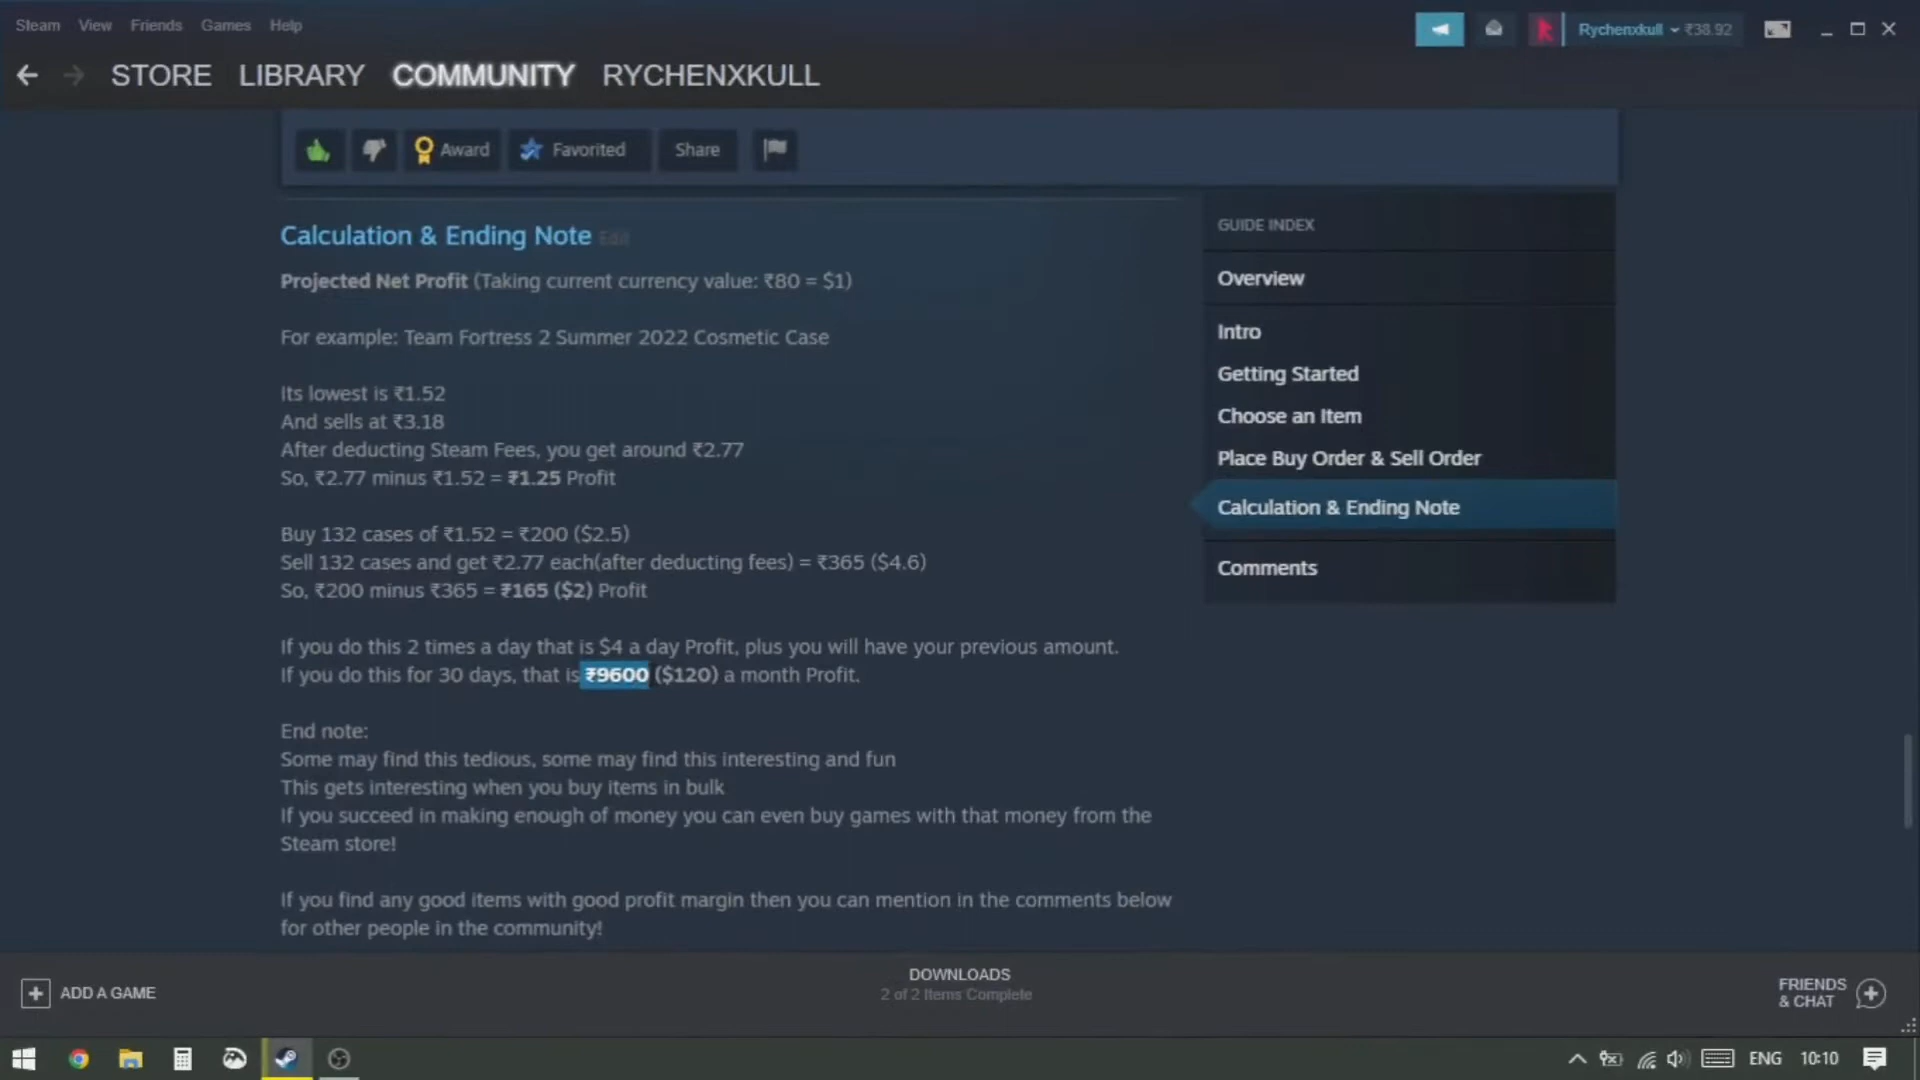 Steam View Friends Games Help
Rychenxkull ₹38.92
STORE LIBRARY COMMUNITY RYCHENXKULL
Award Favorited Share
Calculation & Ending Note Edit
Projected Net Profit (Taking current currency value: ₹80 = $1)
For example: Team Fortress 2 Summer 2022 Cosmetic Case
Its lowest is ₹1.52
And sells at ₹3.18
After deducting Steam Fees, you get around ₹2.77
So, ₹2.77 minus ₹1.52 = ₹1.25 Profit
Buy 132 cases of ₹1.52 = ₹200 ($2.5)
Sell 132 cases and get ₹2.77 each(after deducting fees) = ₹365 ($4.6)
So, ₹200 minus ₹365 = ₹165 ($2) Profit
If you do this 2 times a day that is $4 a day Profit, plus you will have your previous amount.
If you do this for 30 days, that is ₹9600 ($120) a month Profit.
End note:
Some may find this tedious, some may find this interesting and fun
This gets interesting when you buy items in bulk
If you succeed in making enough of money you can even buy games with that money from the
Steam store!
If you find any good items with good profit margin then you can mention in the comments below
for other people in the community!
GUIDE INDEX
Overview
Intro
Getting Started
Choose an Item
Place Buy Order & Sell Order
Calculation & Ending Note
Comments
ADD A GAME
DOWNLOADS
2 of 2 Items Complete
FRIENDS
& CHAT
ENG 10:10